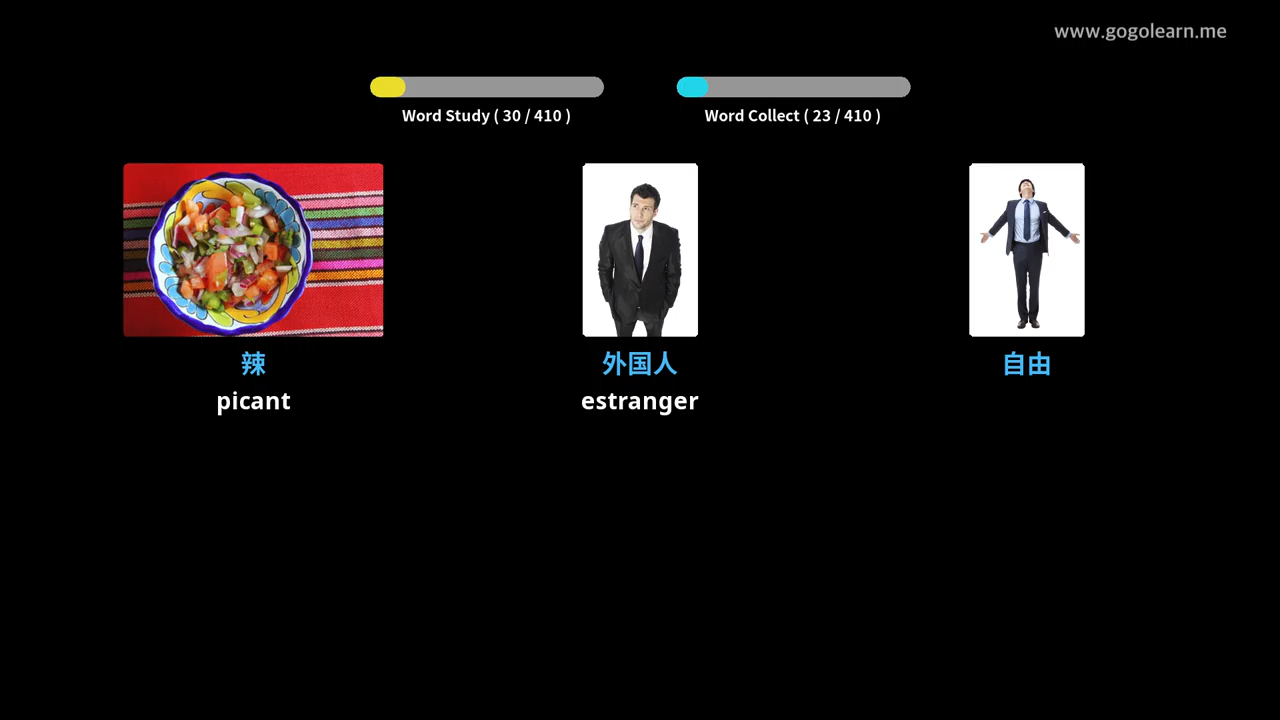 www.gogolearn.me
Word Study ( 30 / 410 )
Word Collect ( 23 / 410 )
辣
picant
外国人
estranger
自由